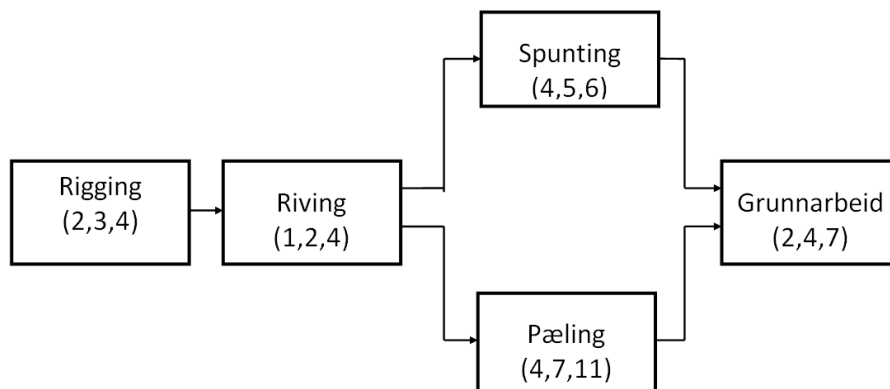 Rigging
(2,3,4)
Riving
(1,2,4)
Spunting
(4,5,6)
Pæling
(4,7,11)
Grunnarbeid
(2,4,7)